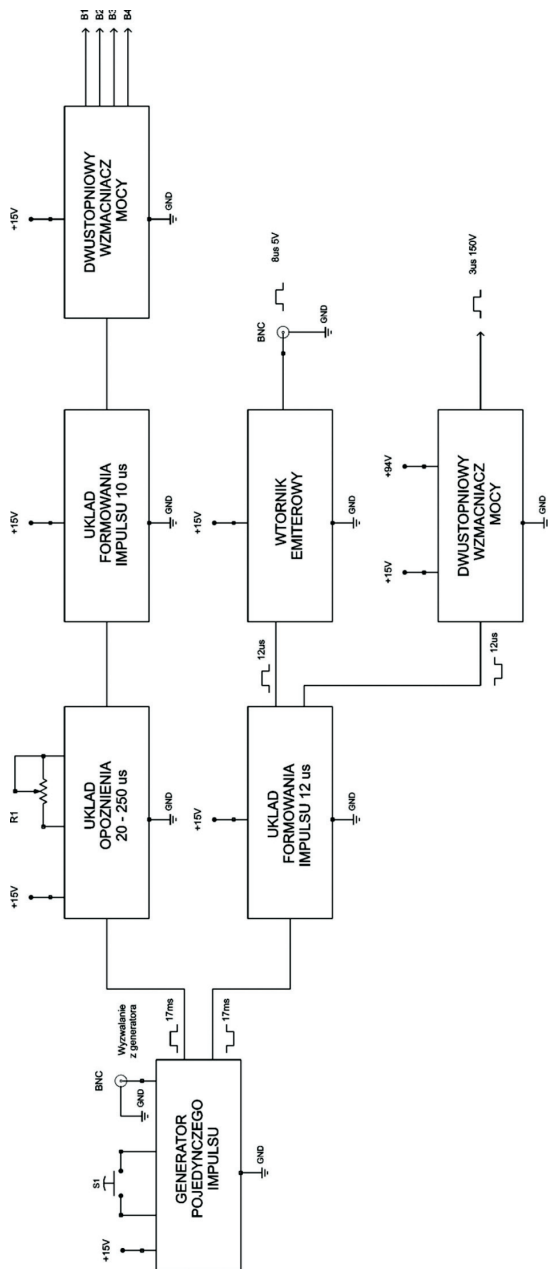 +15V
S1
BNC
GND
Wyzwalanie
z generatora
GENERATOR
POJEDYNCZEGO
IMPULSU
GND
17ms
17ms
+15V
R1
UKLAD
OPOZNIENIA
20 - 250 us
GND
+15V
UKLAD
FORMOWANIA
IMPULSU 10 us
GND
+15V
DWUSTOPNIOWY
WZMACNIACZ
MOCY
GND
B1
B2
B3
B4
+15V
UKLAD
FORMOWANIA
IMPULSU 12 us
GND
12us
12us
+15V
WTORNIK
EMITEROWY
GND
BNC
GND
8us 5V
+15V
+94V
DWUSTOPNIOWY
WZMACNIACZ
MOCY
GND
3us 150V